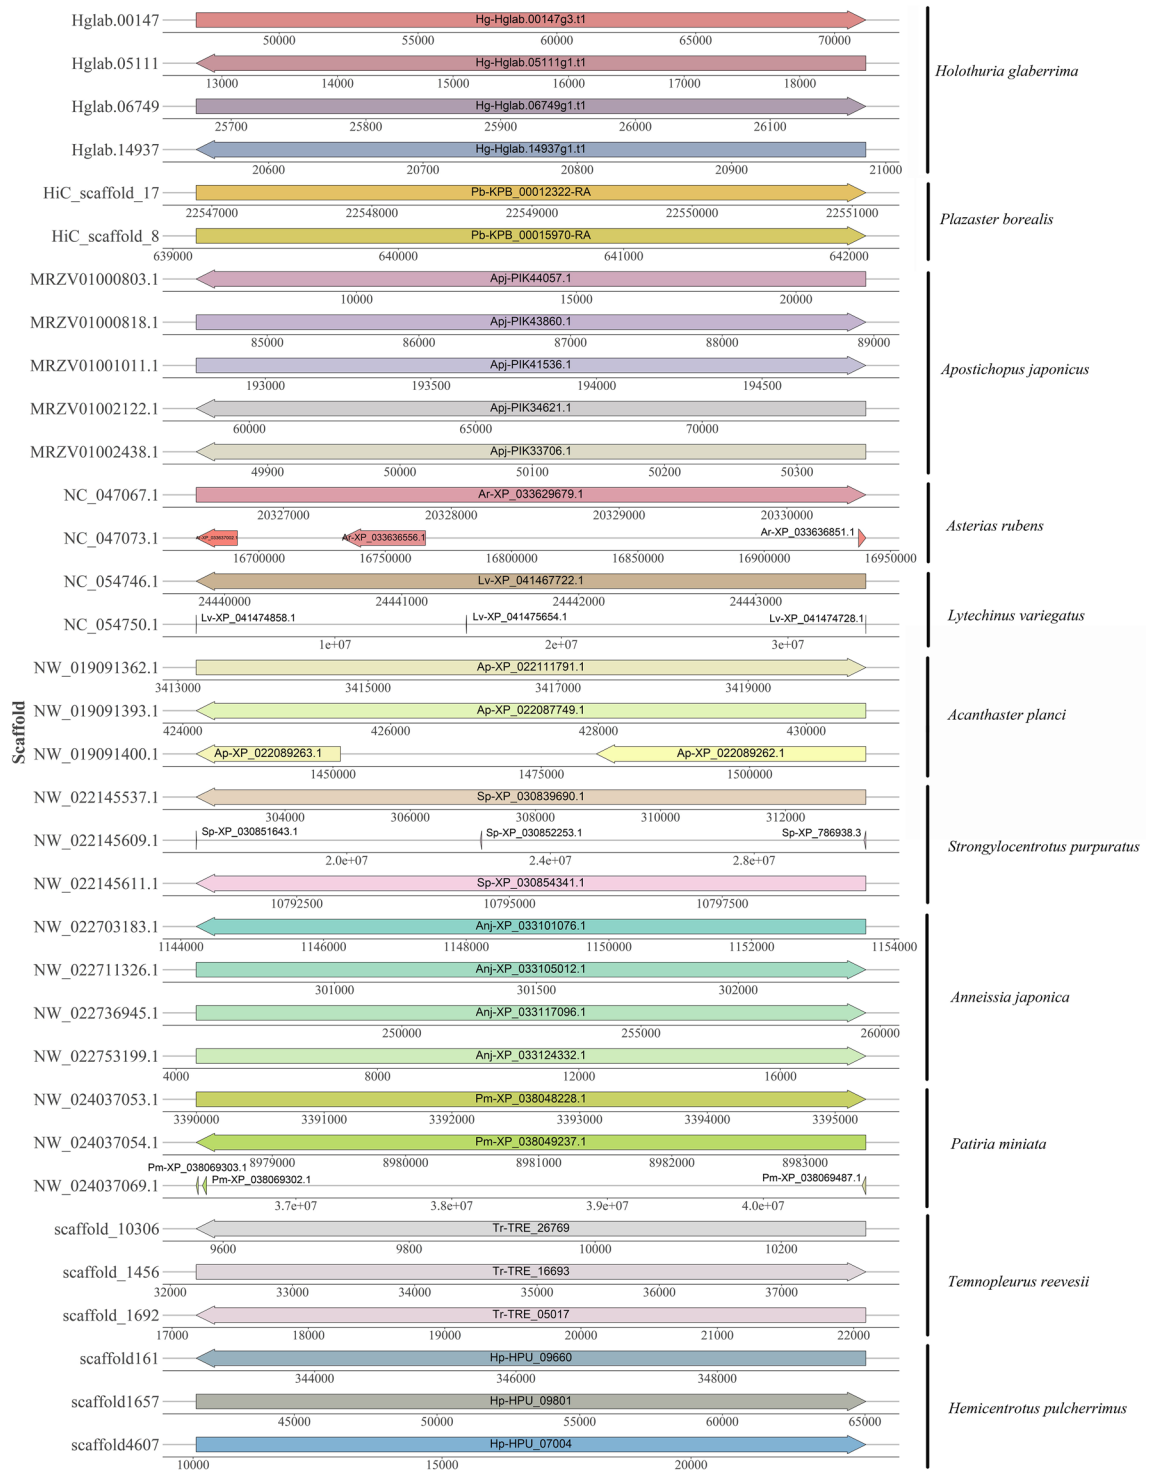 Hglab.00147
Hg-Hglab.00147g3.t1
50000 55000 60000 65000 70000
Hglab.05111
Hg-Hglab.05111g1.t1
13000 14000 15000 16000 17000 18000
Holothuria glaberrima
Hglab.06749
Hg-Hglab.06749g1.t1
25700 25800 25900 26000 26100
Hglab.14937
Hg-Hglab.14937g1.t1
20600 20700 20800 20900 21000
HiC_scaffold_17
Pb-KPB_00012322-RA
22547000 22548000 22549000 22550000 22551000
Plazaster borealis
HiC_scaffold_8
Pb-KPB_00015970-RA
639000 640000 641000 642000
MRZV01000803.1
Apj-PIK44057.1
10000 15000 20000
MRZV01000818.1
Apj-PIK43860.1
85000 86000 87000 88000 89000
MRZV01001011.1
Apj-PIK41536.1
193000 193500 194000 194500
Apostichopus japonicus
MRZV01002122.1
Apj-PIK34621.1
60000 65000 70000
MRZV01002438.1
Apj-PIK33706.1
49900 50000 50100 50200 50300
NC_047067.1
Ar-XP_033629679.1
20327000 20328000 20329000 20330000
Asterias rubens
NC_047073.1
Ar-XP_033637002.1 Ar-XP_033636556.1 Ar-XP_033636851.1
16700000 16750000 16800000 16850000 16900000 16950000
NC_054746.1
Lv-XP_041467722.1
24440000 24441000 24442000 24443000
Lytechinus variegatus
NC_054750.1
Lv-XP_041474858.1 Lv-XP_041475654.1 Lv-XP_041474728.1
1e+07 2e+07 3e+07
NW_019091362.1
Ap-XP_022111791.1
3413000 3415000 3417000 3419000
NW_019091393.1
Ap-XP_022087749.1
424000 426000 428000 430000
Acanthaster planci
Scaffold
NW_019091400.1
Ap-XP_022089263.1 Ap-XP_022089262.1
1450000 1475000 1500000
NW_022145537.1
Sp-XP_030839690.1
304000 306000 308000 310000 312000
NW_022145609.1
Sp-XP_030851643.1 Sp-XP_030852253.1 Sp-XP_786938.3
2.0e+07 2.4e+07 2.8e+07
Strongylocentrotus purpuratus
NW_022145611.1
Sp-XP_030854341.1
10792500 10795000 10797500
NW_022703183.1
Anj-XP_033101076.1
1144000 1146000 1148000 1150000 1152000 1154000
NW_022711326.1
Anj-XP_033105012.1
301000 301500 302000
Anneissia japonica
NW_022736945.1
Anj-XP_033117096.1
250000 255000 260000
NW_022753199.1
Anj-XP_033124332.1
4000 8000 12000 16000
NW_024037053.1
Pm-XP_038048228.1
3390000 3391000 3392000 3393000 3394000 3395000
NW_024037054.1
Pm-XP_038049237.1
8979000 8980000 8981000 8982000 8983000
Patiria miniata
NW_024037069.1
Pm-XP_038069303.1 Pm-XP_038069302.1 Pm-XP_038069487.1
3.7e+07 3.8e+07 3.9e+07 4.0e+07
scaffold_10306
Tr-TRE_26769
9600 9800 10000 10200
scaffold_1456
Tr-TRE_16693
32000 33000 34000 35000 36000 37000
Temnopleurus reevesii
scaffold_1692
Tr-TRE_05017
17000 18000 19000 20000 21000 22000
scaffold161
Hp-HPU_09660
344000 346000 348000
scaffold1657
Hp-HPU_09801
45000 50000 55000 60000 65000
Hemicentrotus pulcherrimus
scaffold4607
Hp-HPU_07004
10000 15000 20000